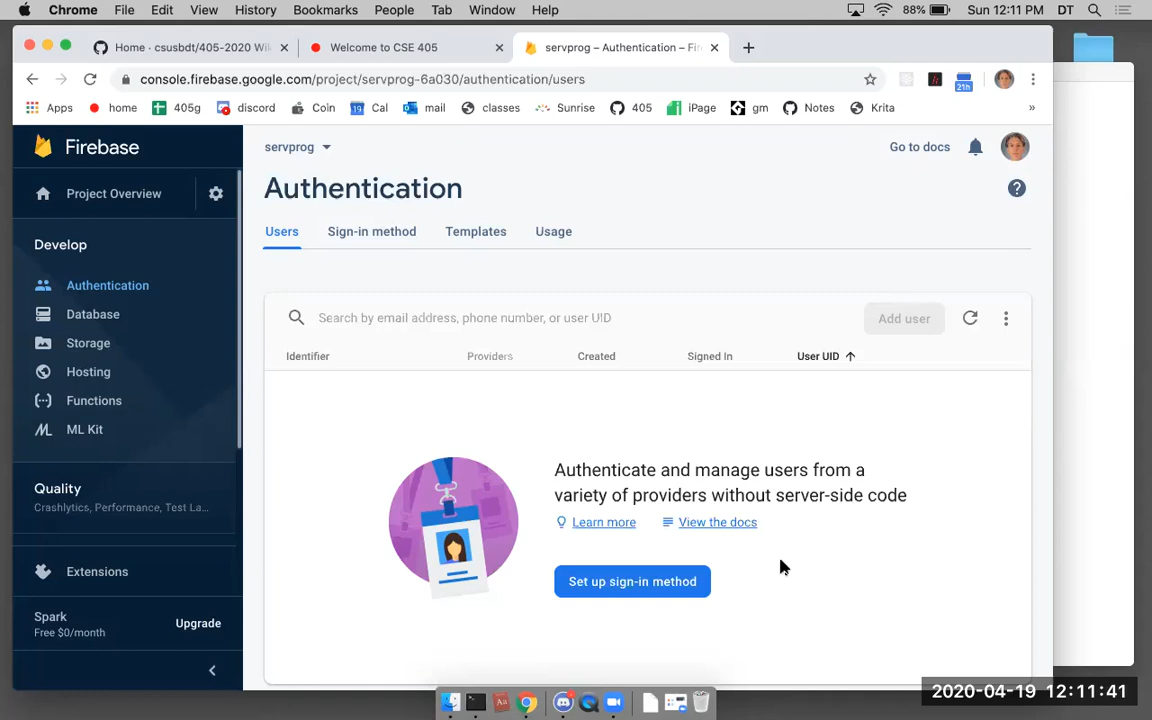 Chrome File Edit View History Bookmarks People Tab Window Help 88% Sun 12:11 PM DT
Home · csusbdt/405-2020 Wik
Welcome to CSE 405
servprog – Authentication – Fir
console.firebase.google.com/project/servprog-6a030/authentication/users
21h
Apps home 405g discord Coin 19 Cal mail classes Sunrise 405 iPage gm Notes Krita »
Firebase
Project Overview
Develop
Authentication
Database
Storage
Hosting
Functions
ML Kit
Quality
Crashlytics, Performance, Test La...
Extensions
Spark
Free $0/month
Upgrade
servprog
Go to docs
Authentication
Users Sign-in method Templates Usage
Search by email address, phone number, or user UID
Add user
Identifier Providers Created Signed In User UID
Authenticate and manage users from a
variety of providers without server-side code
Learn more View the docs
Set up sign-in method
2020-04-19 12:11:41